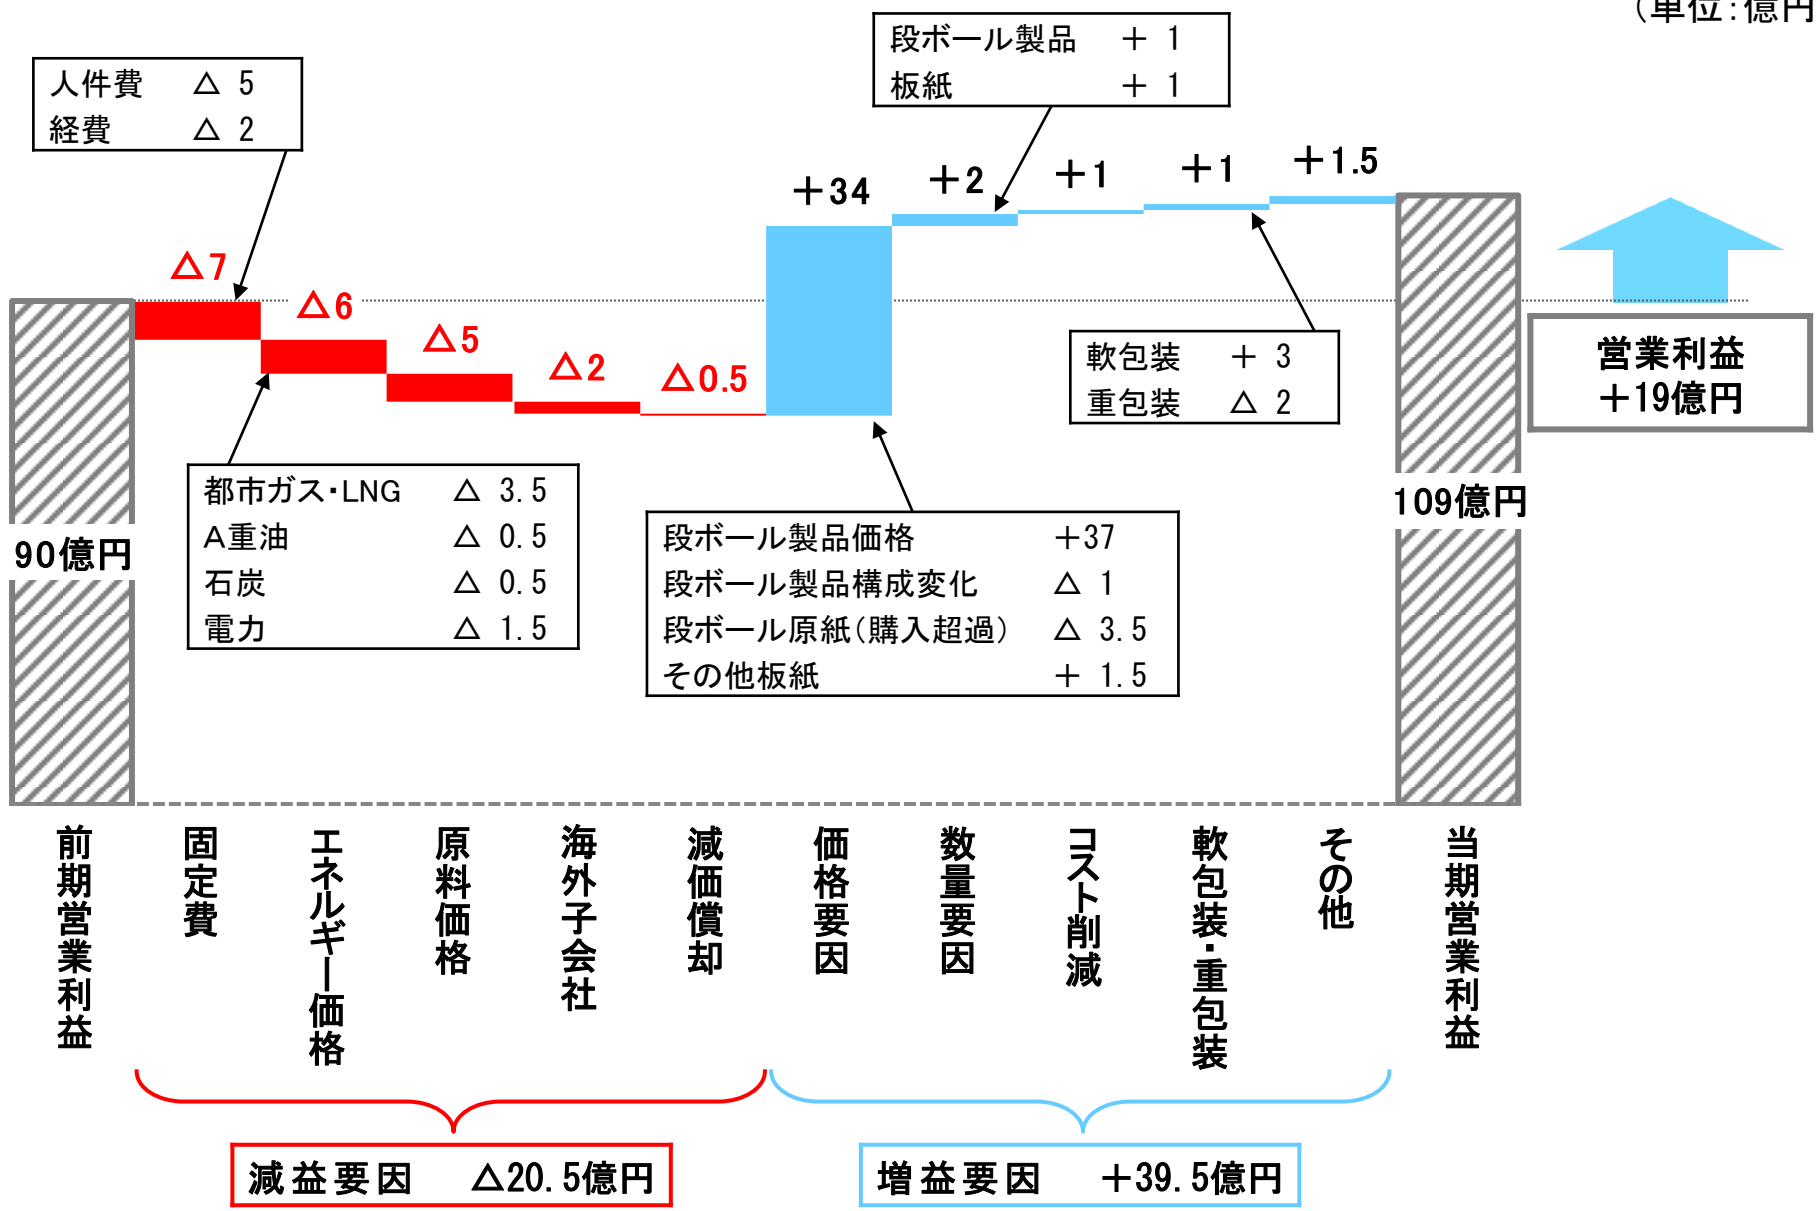 （単位：億円
段ボール製品 ＋ 1
板紙 ＋ 1
人件費 △ 5
経費 △ 2
△7
△6
△5
△2
△0.5
＋34
＋2
＋1
＋1
＋1.5
営業利益
＋19億円
軟包装 ＋ 3
重包装 △ 2
90億円
109億円
都市ガス・LNG △ 3.5
A重油 △ 0.5
石炭 △ 0.5
電力 △ 1.5
段ボール製品価格 ＋37
段ボール製品構成変化 △ 1
段ボール原紙（購入超過） △ 3.5
その他板紙 ＋ 1.5
前期営業利益
固定費
エネルギー価格
原料価格
海外子会社
減価償却
価格要因
数量要因
コスト削減
軟包装・重包装
その他
当期営業利益
減益要因 △20.5億円
増益要因 ＋39.5億円